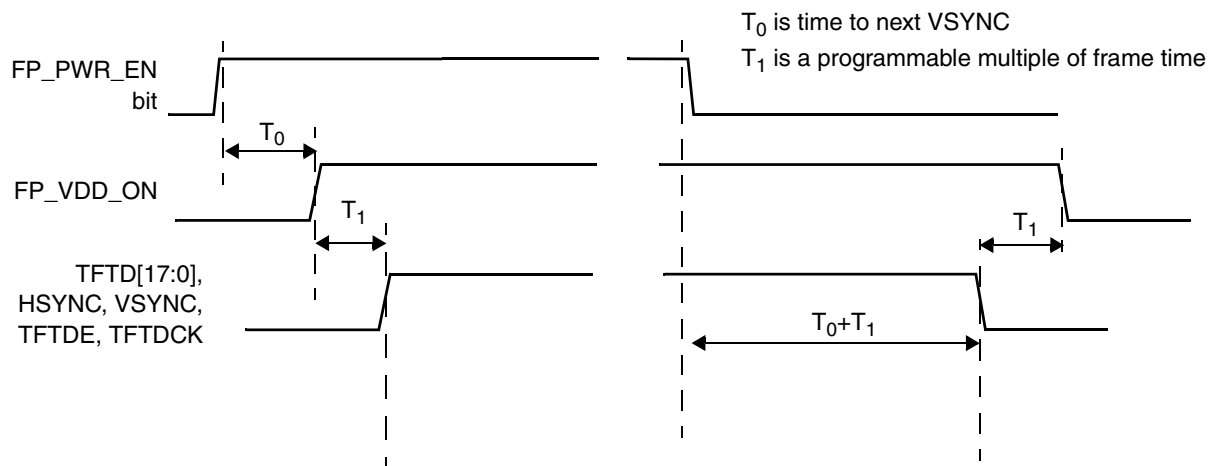 T0 is time to next VSYNC
T1 is a programmable multiple of frame time
FP_PWR_EN
bit
T0
FP_VDD_ON
T1
T1
TFTD[17:0],
HSYNC, VSYNC,
TFTDE, TFTDCK
T0+T1